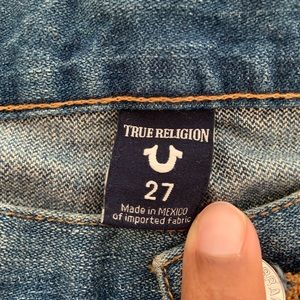 TRUE RELIGION
27
Made in MEXICO
of imported fabric